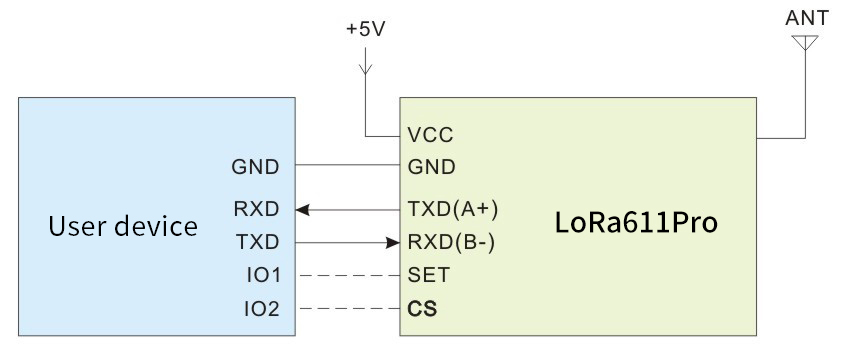 ANT
+5V
VCC
GND GND
RXD TXD(A+)
User device LoRa611Pro
TXD RXD(B-)
IO1 SET
IO2 CS